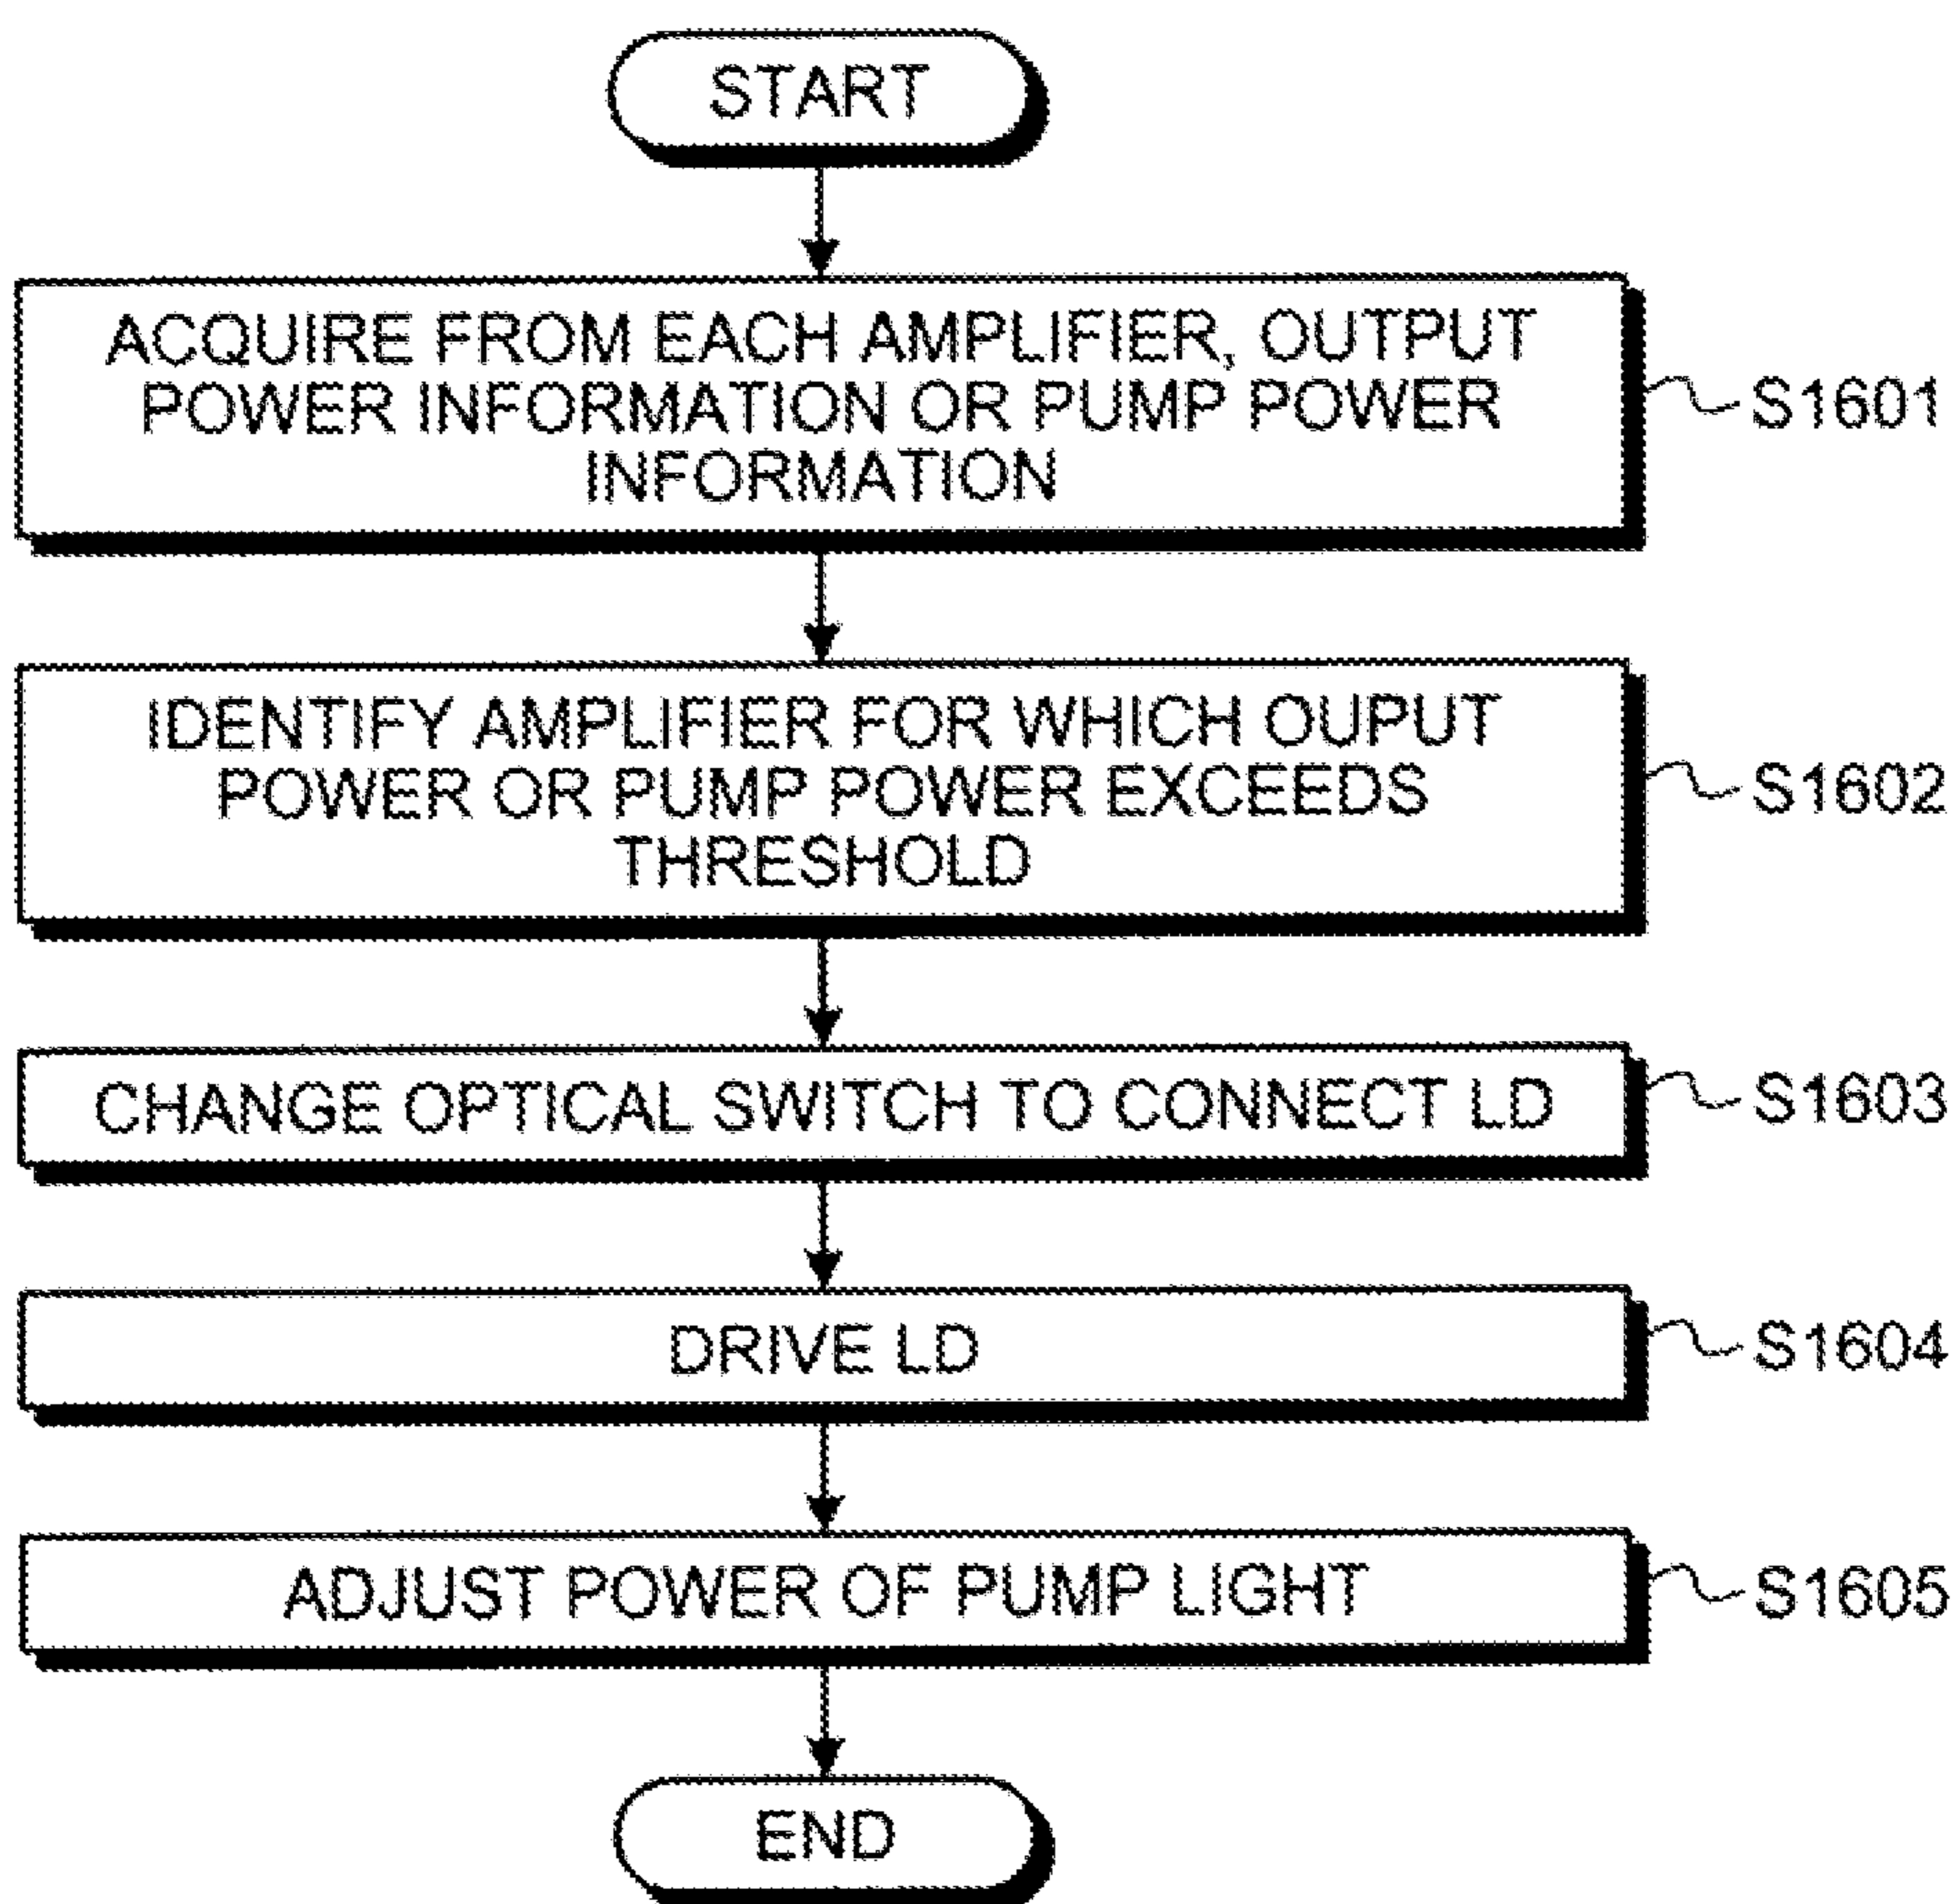 START
ACQUIRE FROM EACH AMPLIFIER, OUTPUT
POWER INFORMATION OR PUMP POWER
INFORMATION
S1601
IDENTIFY AMPLIFIER FOR WHICH OUPUT
POWER OR PUMP POWER EXCEEDS
THRESHOLD
S1602
CHANGE OPTICAL SWITCH TO CONNECT LD
S1603
DRIVE LD
S1604
ADJUST POWER OF PUMP LIGHT
S1605
END